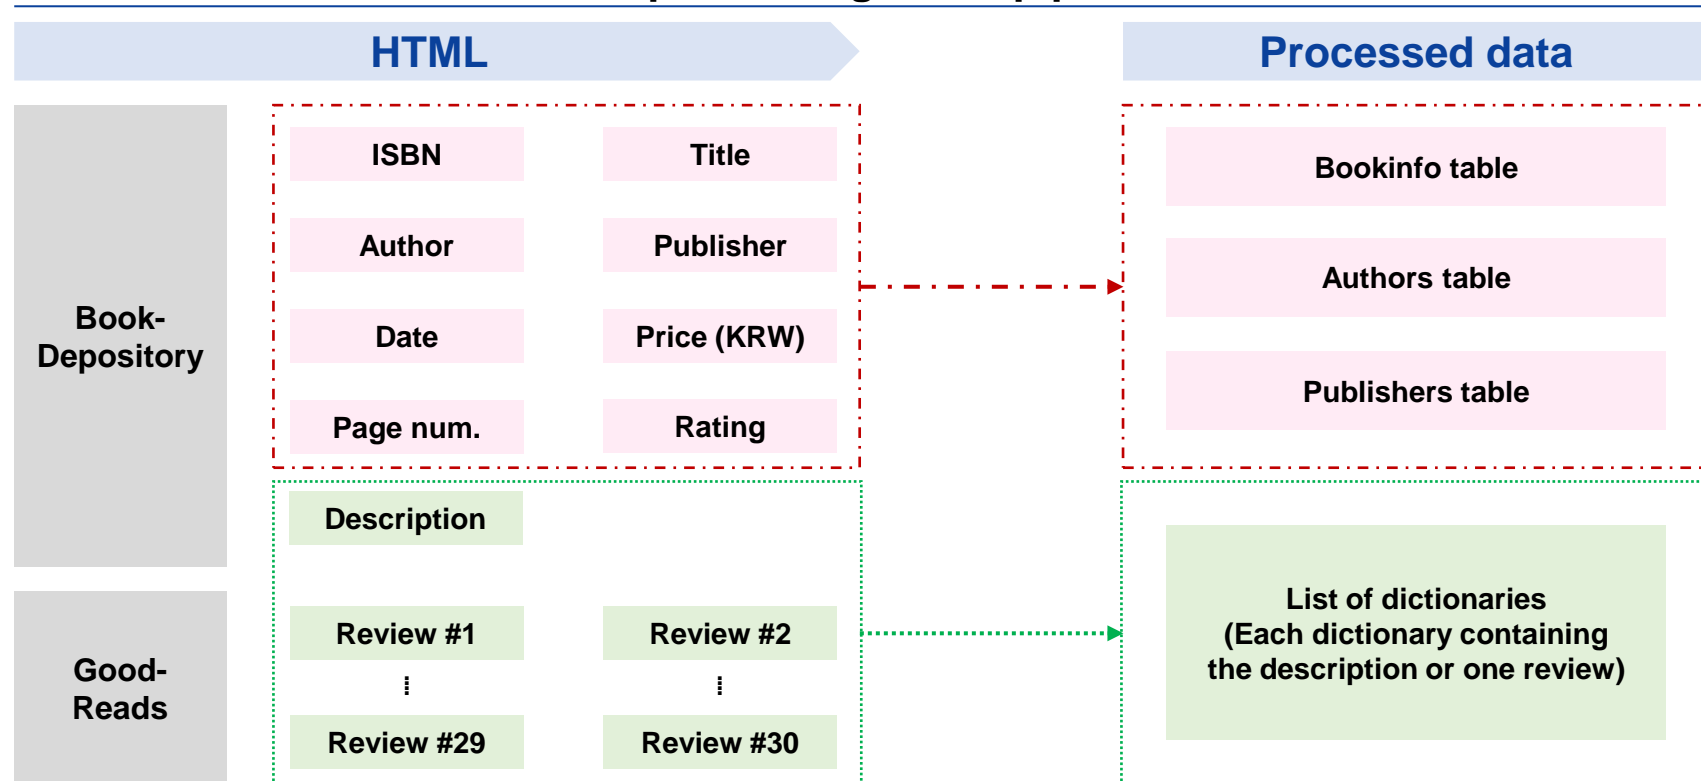 HTML
Processed data
Book-
Depository
ISBN
Title
Author
Publisher
Date
Price (KRW)
Page num.
Rating
Bookinfo table
Authors table
Publishers table
Description
Good-
Reads
Review #1
Review #2
⁞
⁞
Review #29
Review #30
List of dictionaries
(Each dictionary containing
the description or one review)